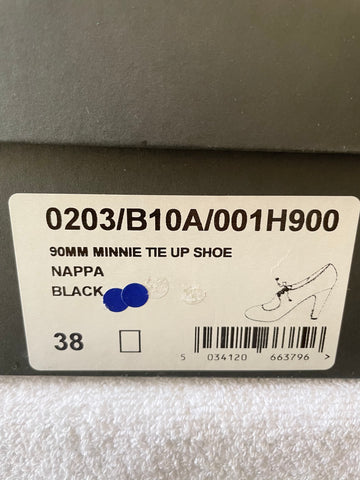 0203/B10A/001H900
90MM MINNIE TIE UP SHOE
NAPPA
BLACK
38
5 034120 663796 >